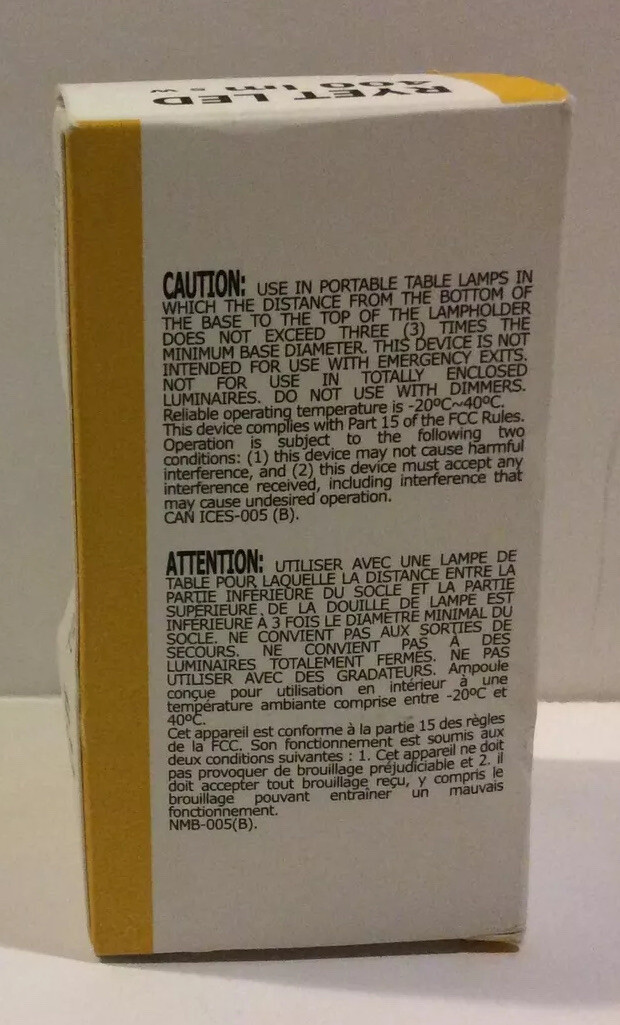 RYET LED
400 lm 5 W
CAUTION: USE IN PORTABLE TABLE LAMPS IN
WHICH THE DISTANCE FROM THE BOTTOM OF
THE BASE TO THE TOP OF THE LAMPHOLDER
DOES NOT EXCEED THREE (3) TIMES THE
MINIMUM BASE DIAMETER. THIS DEVICE IS NOT
INTENDED FOR USE WITH EMERGENCY EXITS.
NOT FOR USE IN TOTALLY ENCLOSED
LUMINAIRES. DO NOT USE WITH DIMMERS.
Reliable operating temperature is -20ºC~40ºC.
This device complies with Part 15 of the FCC Rules.
Operation is subject to the following two
conditions: (1) this device may not cause harmful
interference, and (2) this device must accept any
interference received, including interference that
may cause undesired operation.
CAN ICES-005 (B).
ATTENTION: UTILISER AVEC UNE LAMPE DE
TABLE POUR LAQUELLE LA DISTANCE ENTRE LA
PARTIE INFÉRIEURE DU SOCLE ET LA PARTIE
SUPÉRIEURE DE LA DOUILLE DE LAMPE EST
INFÉRIEURE À 3 FOIS LE DIAMÈTRE MINIMAL DU
SOCLE. NE CONVIENT PAS AUX SORTIES DE
SECOURS. NE CONVIENT PAS À DES
LUMINAIRES TOTALEMENT FERMÉS. NE PAS
UTILISER AVEC DES GRADATEURS. Ampoule
conçue pour utilisation en intérieur à une
température ambiante comprise entre -20ºC et
40ºC.
Cet appareil est conforme à la partie 15 des règles
de la FCC. Son fonctionnement est soumis aux
deux conditions suivantes : 1. Cet appareil ne doit
pas provoquer de brouillage préjudiciable et 2. il
doit accepter tout brouillage reçu, y compris le
brouillage pouvant entraîner un mauvais
fonctionnement.
NMB-005(B).